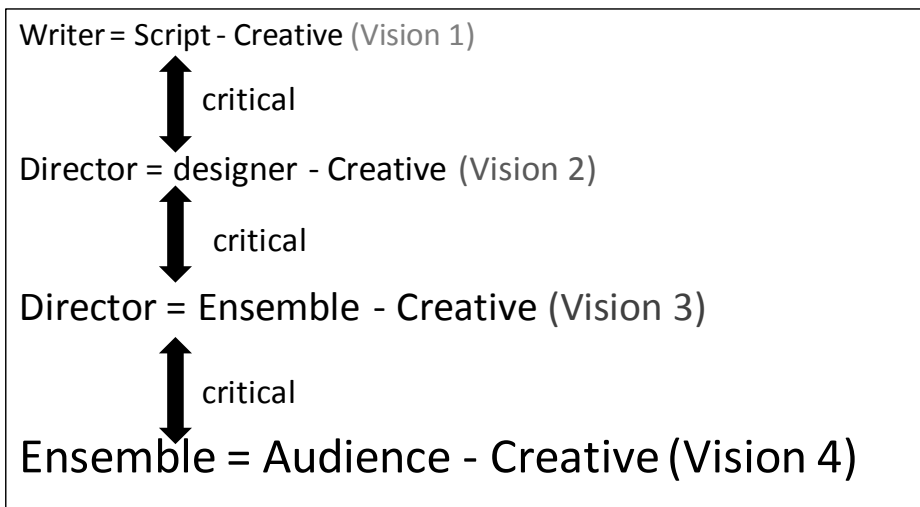 Writer = Script - Creative (Vision 1)
critical
Director = designer - Creative (Vision 2)
critical
Director = Ensemble - Creative (Vision 3)
critical
Ensemble = Audience - Creative (Vision 4)